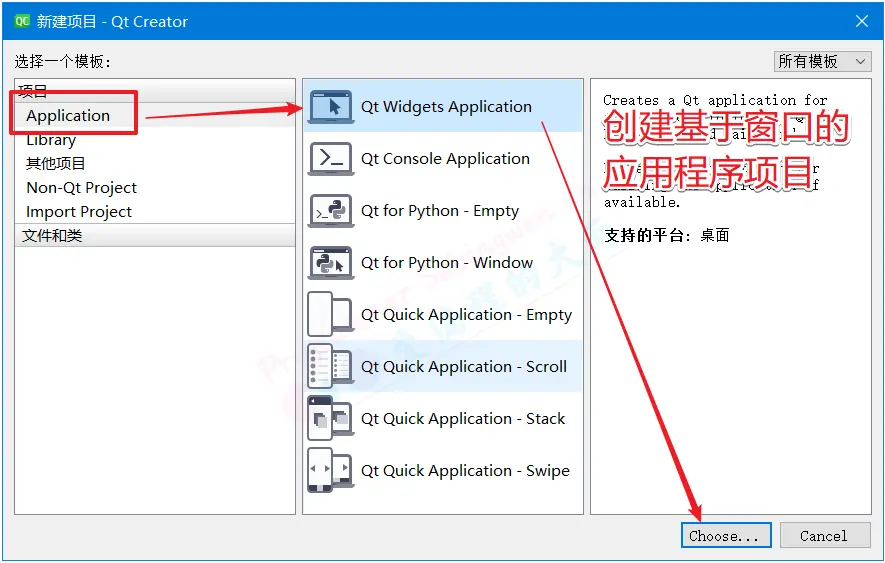 新建项目 - Qt Creator
选择一个模板:
所有模板
项目
Application
Library
其他项目
Non-Qt Project
Import Project
文件和类
Qt Widgets Application
Qt Console Application
Qt for Python - Empty
Qt for Python - Window
Qt Quick Application - Empty
Qt Quick Application - Scroll
Qt Quick Application - Stack
Qt Quick Application - Swipe
Creates a Qt application for
创建基于窗口的
应用程序项目
available.
支持的平台: 桌面
Choose...
Cancel